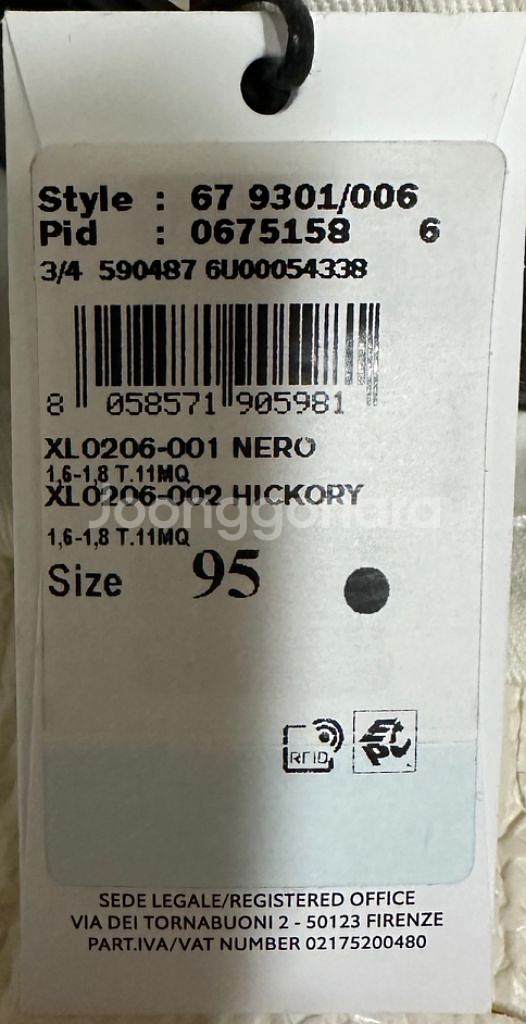 Style : 67 9301/006
Pid : 0675158 6
3/4 590487 6U00054338
8 058571 905981
XL0206-001 NERO
1,6-1,8 T.11MQ
XL0206-002 HICKORY
Joonggonara
1,6-1,8 T.11MQ
Size 95
RFID
SEDE LEGALE/REGISTERED OFFICE
VIA DEI TORNABUONI 2 - 50123 FIRENZE
PART.IVA/VAT NUMBER 02175200480